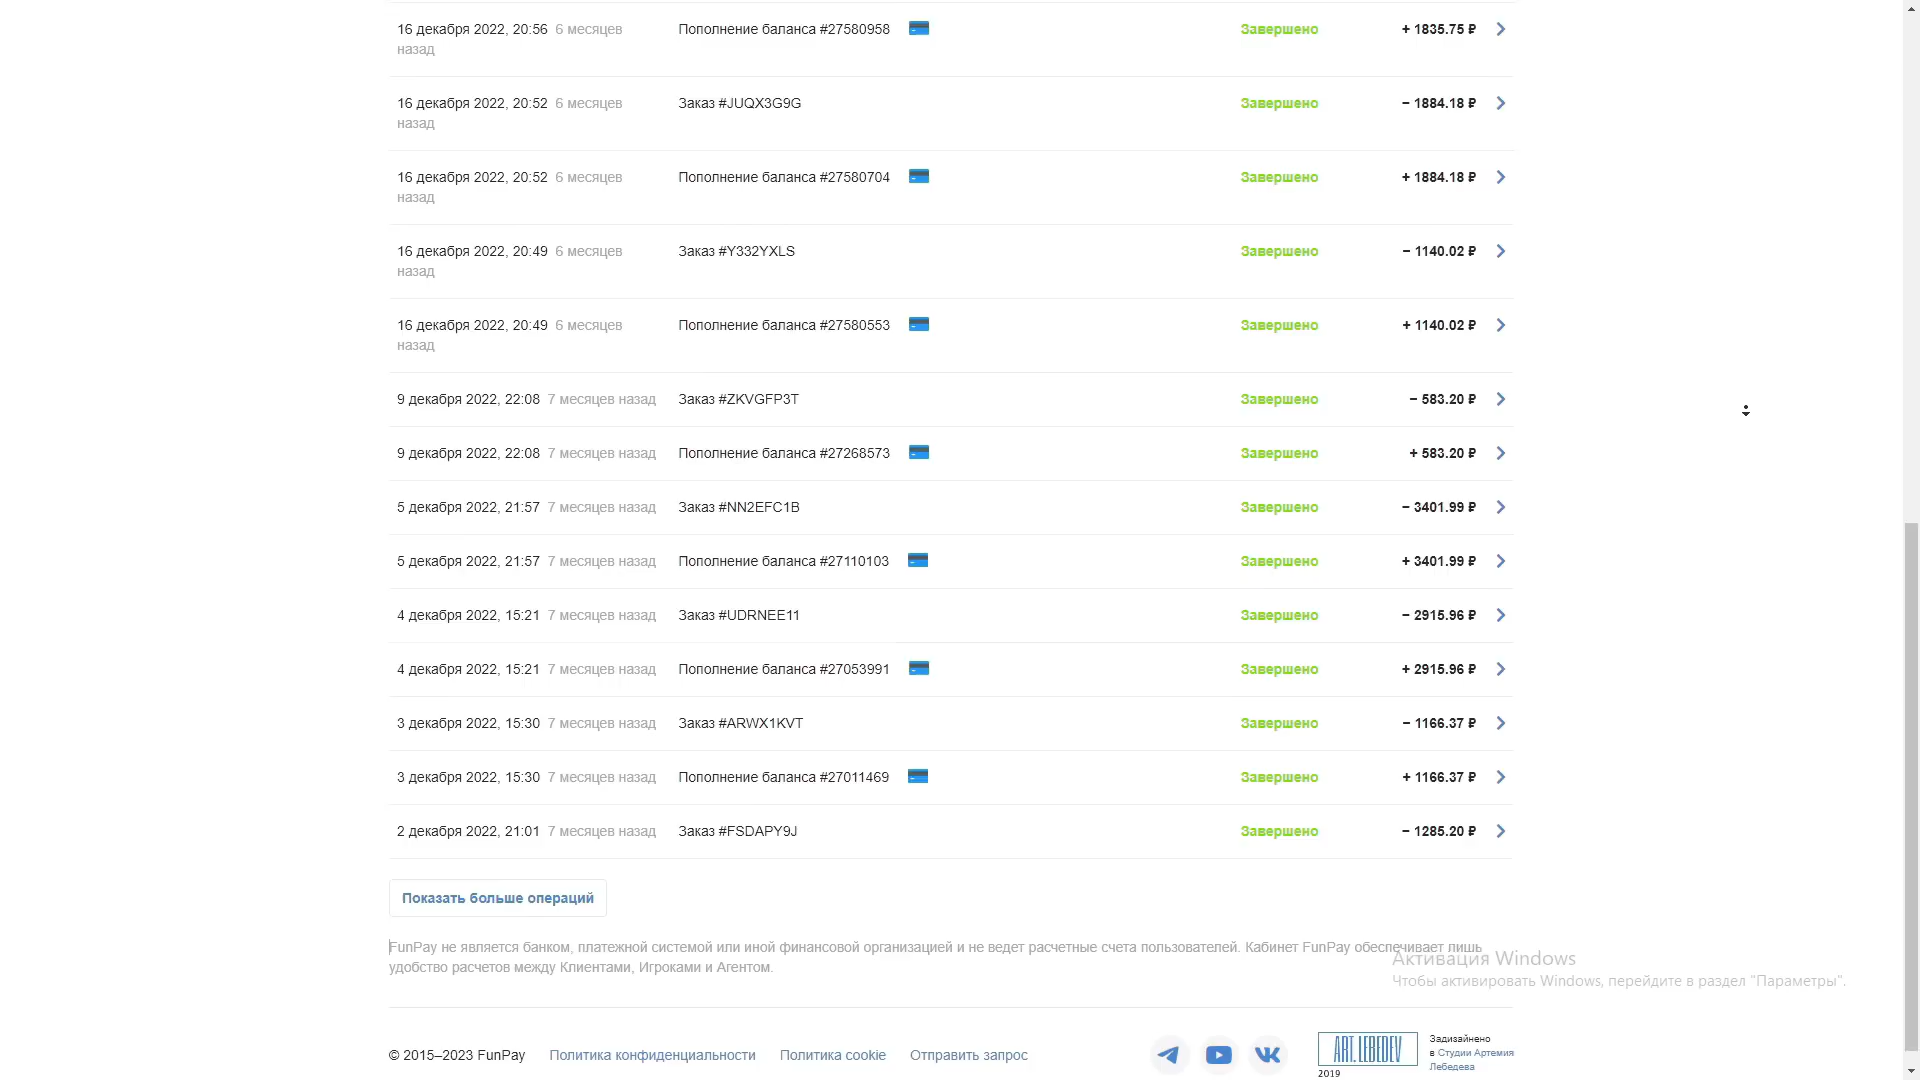 16 декабря 2022, 20:56 6 месяцев назад Пополнение баланса #27580958 Завершено + 1835.75 ₽
16 декабря 2022, 20:52 6 месяцев назад Заказ #JUQX3G9G Завершено − 1884.18 ₽
16 декабря 2022, 20:52 6 месяцев назад Пополнение баланса #27580704 Завершено + 1884.18 ₽
16 декабря 2022, 20:49 6 месяцев назад Заказ #Y332YXLS Завершено − 1140.02 ₽
16 декабря 2022, 20:49 6 месяцев назад Пополнение баланса #27580553 Завершено + 1140.02 ₽
9 декабря 2022, 22:08 7 месяцев назад Заказ #ZKVGFP3T Завершено − 583.20 ₽
9 декабря 2022, 22:08 7 месяцев назад Пополнение баланса #27268573 Завершено + 583.20 ₽
5 декабря 2022, 21:57 7 месяцев назад Заказ #NN2EFC1B Завершено − 3401.99 ₽
5 декабря 2022, 21:57 7 месяцев назад Пополнение баланса #27110103 Завершено + 3401.99 ₽
4 декабря 2022, 15:21 7 месяцев назад Заказ #UDRNEE11 Завершено − 2915.96 ₽
4 декабря 2022, 15:21 7 месяцев назад Пополнение баланса #27053991 Завершено + 2915.96 ₽
3 декабря 2022, 15:30 7 месяцев назад Заказ #ARWX1KVT Завершено − 1166.37 ₽
3 декабря 2022, 15:30 7 месяцев назад Пополнение баланса #27011469 Завершено + 1166.37 ₽
2 декабря 2022, 21:01 7 месяцев назад Заказ #FSDAPY9J Завершено − 1285.20 ₽
Показать больше операций
FunPay не является банком, платежной системой или иной финансовой организацией и не ведет расчетные счета пользователей. Кабинет FunPay обеспечивает лишь
удобство расчетов между Клиентами, Игроками и Агентом.
Активация Windows
Чтобы активировать Windows, перейдите в раздел "Параметры".
© 2015–2023 FunPay Политика конфиденциальности Политика cookie Отправить запрос
ART. LEBEDEV
2019
Задизайнено
в Студии Артемия
Лебедева